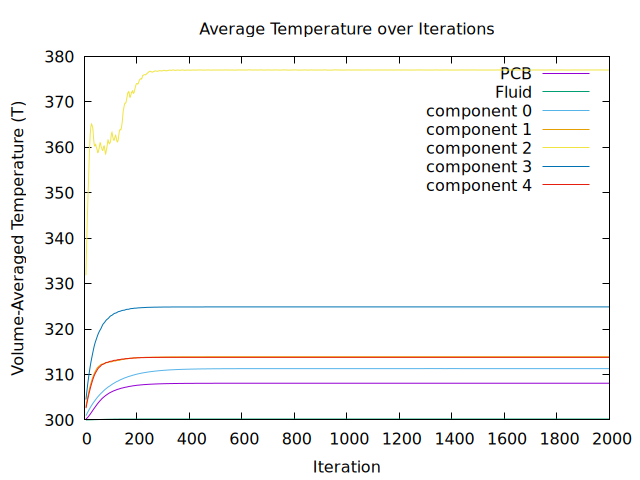 Average Temperature over Iterations
Volume-Averaged Temperature (T)
380
370
360
350
340
330
320
310
300
PCB
Fluid
component 0
component 1
component 2
component 3
component 4
0 200 400 600 800 1000 1200 1400 1600 1800 2000
Iteration